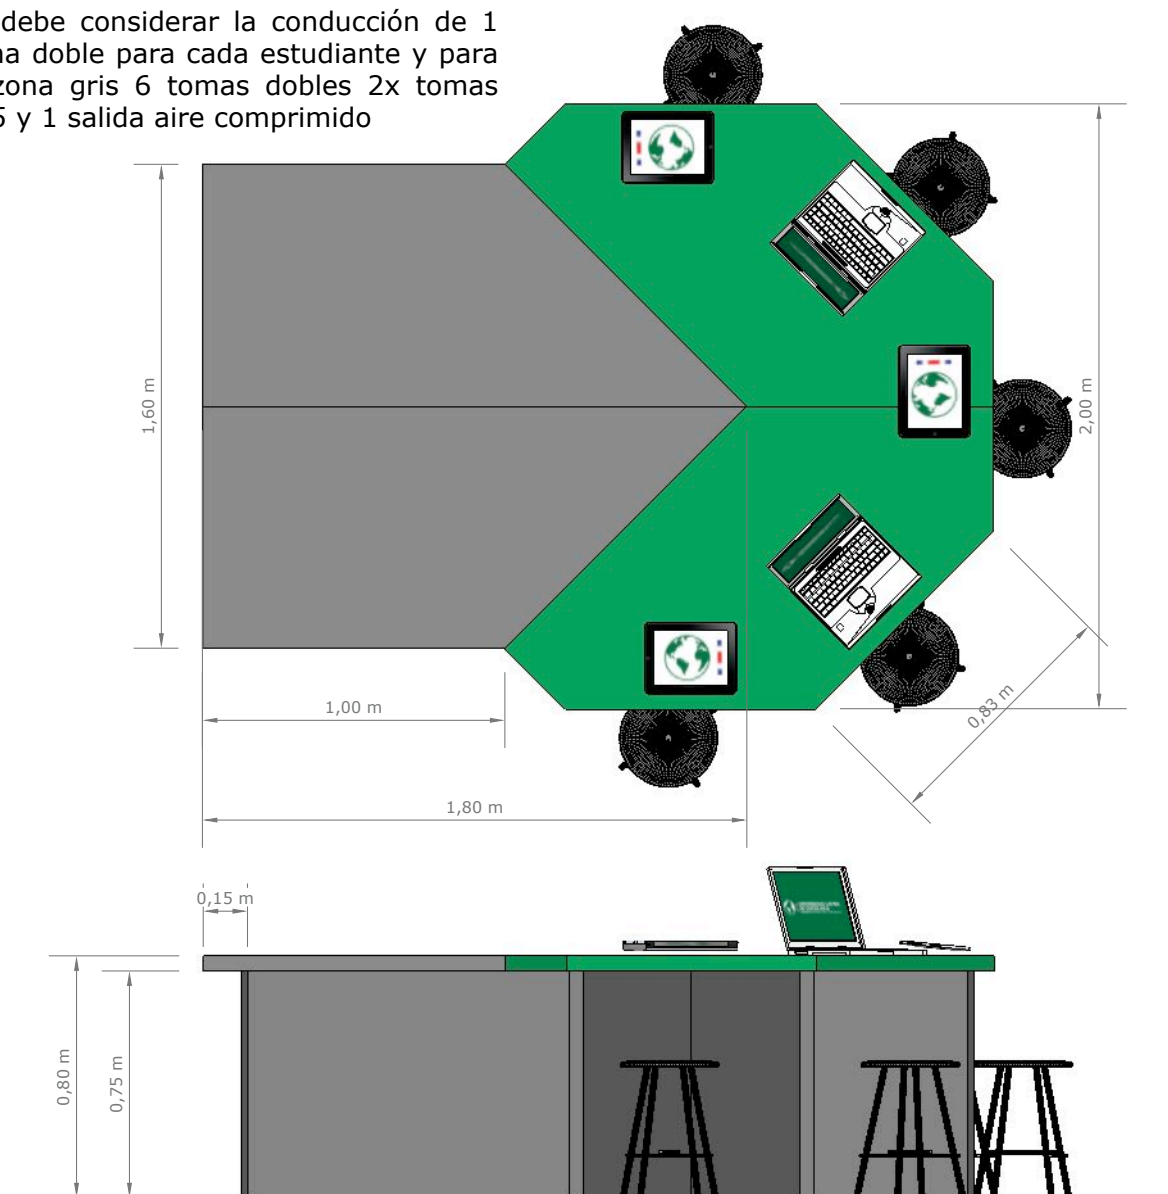 debe considerar la conducción de 1
doble para cada estudiante y para
zona gris 6 tomas dobles 2x tomas
y 1 salida aire comprimido
1,60 m
2,00 m
1,00 m
0,83 m
1,80 m
0,15 m
0,80 m
0,75 m